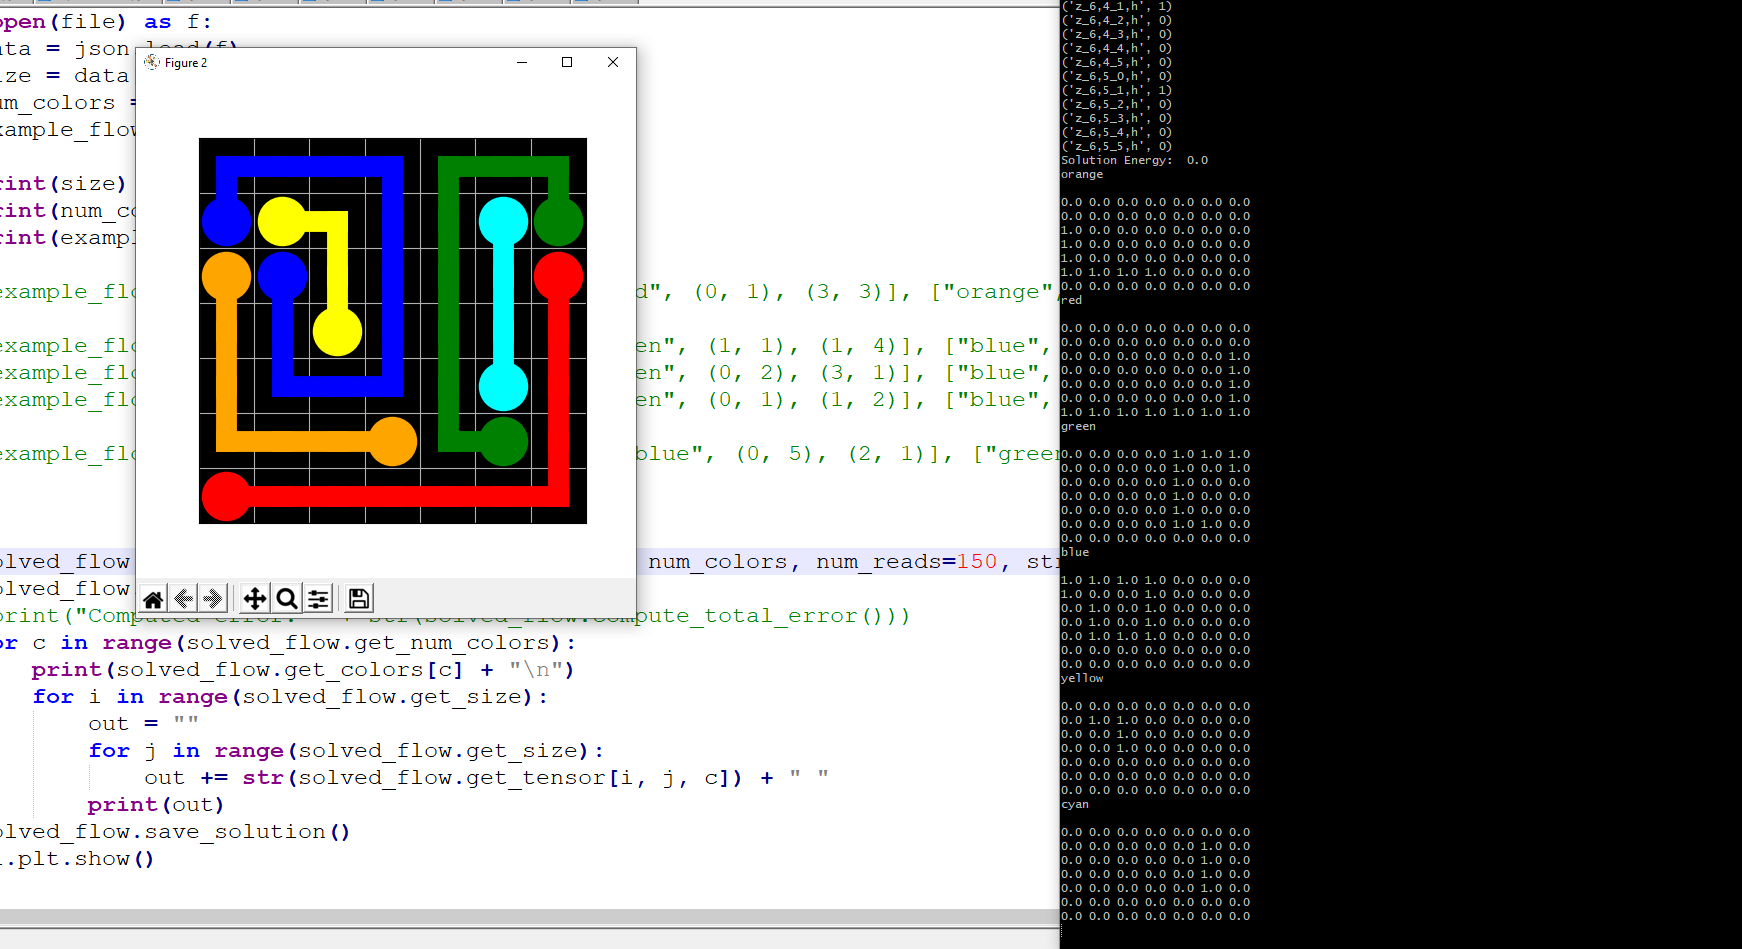 open(file) as f:
data = json.load(f)
size = data
num_colors =
example_flow
print(size)
print(num_co
print(exampl
example_flo
d", (0, 1), (3, 3)], ["orange",
example_flo
en", (1, 1), (1, 4)], ["blue",
example_flo
en", (0, 2), (3, 1)], ["blue",
example_flo
en", (0, 1), (1, 2)], ["blue",
example_flo
blue", (0, 5), (2, 1)], ["green
olved_flow
num_colors, num_reads=150, str
olved_flow.
print("Computed error: " + str(solved_flow.compute_total_error()))
or c in range(solved_flow.get_num_colors):
print(solved_flow.get_colors[c] + "\n")
for i in range(solved_flow.get_size):
out = ""
for j in range(solved_flow.get_size):
out += str(solved_flow.get_tensor[i, j, c]) + " "
print(out)
olved_flow.save_solution()
.plt.show()
Figure 2
('z_6,4_1,h', 1)
('z_6,4_2,h', 0)
('z_6,4_3,h', 0)
('z_6,4_4,h', 0)
('z_6,4_5,h', 0)
('z_6,5_0,h', 0)
('z_6,5_1,h', 1)
('z_6,5_2,h', 0)
('z_6,5_3,h', 0)
('z_6,5_4,h', 0)
('z_6,5_5,h', 0)
Solution Energy:  0.0
orange
0.0 0.0 0.0 0.0 0.0 0.0 0.0
0.0 0.0 0.0 0.0 0.0 0.0 0.0
1.0 0.0 0.0 0.0 0.0 0.0 0.0
1.0 0.0 0.0 0.0 0.0 0.0 0.0
1.0 0.0 0.0 0.0 0.0 0.0 0.0
1.0 1.0 1.0 1.0 0.0 0.0 0.0
0.0 0.0 0.0 0.0 0.0 0.0 0.0
red
0.0 0.0 0.0 0.0 0.0 0.0 0.0
0.0 0.0 0.0 0.0 0.0 0.0 0.0
0.0 0.0 0.0 0.0 0.0 0.0 1.0
0.0 0.0 0.0 0.0 0.0 0.0 1.0
0.0 0.0 0.0 0.0 0.0 0.0 1.0
0.0 0.0 0.0 0.0 0.0 0.0 1.0
1.0 1.0 1.0 1.0 1.0 1.0 1.0
green
0.0 0.0 0.0 0.0 1.0 1.0 1.0
0.0 0.0 0.0 0.0 1.0 0.0 1.0
0.0 0.0 0.0 0.0 1.0 0.0 0.0
0.0 0.0 0.0 0.0 1.0 0.0 0.0
0.0 0.0 0.0 0.0 1.0 0.0 0.0
0.0 0.0 0.0 0.0 1.0 1.0 0.0
0.0 0.0 0.0 0.0 0.0 0.0 0.0
blue
1.0 1.0 1.0 1.0 0.0 0.0 0.0
1.0 0.0 0.0 1.0 0.0 0.0 0.0
0.0 1.0 0.0 1.0 0.0 0.0 0.0
0.0 1.0 0.0 1.0 0.0 0.0 0.0
0.0 1.0 1.0 1.0 0.0 0.0 0.0
0.0 0.0 0.0 0.0 0.0 0.0 0.0
0.0 0.0 0.0 0.0 0.0 0.0 0.0
yellow
0.0 0.0 0.0 0.0 0.0 0.0 0.0
0.0 1.0 1.0 0.0 0.0 0.0 0.0
0.0 0.0 1.0 0.0 0.0 0.0 0.0
0.0 0.0 1.0 0.0 0.0 0.0 0.0
0.0 0.0 0.0 0.0 0.0 0.0 0.0
0.0 0.0 0.0 0.0 0.0 0.0 0.0
0.0 0.0 0.0 0.0 0.0 0.0 0.0
cyan
0.0 0.0 0.0 0.0 0.0 0.0 0.0
0.0 0.0 0.0 0.0 0.0 1.0 0.0
0.0 0.0 0.0 0.0 0.0 1.0 0.0
0.0 0.0 0.0 0.0 0.0 1.0 0.0
0.0 0.0 0.0 0.0 0.0 1.0 0.0
0.0 0.0 0.0 0.0 0.0 0.0 0.0
0.0 0.0 0.0 0.0 0.0 0.0 0.0